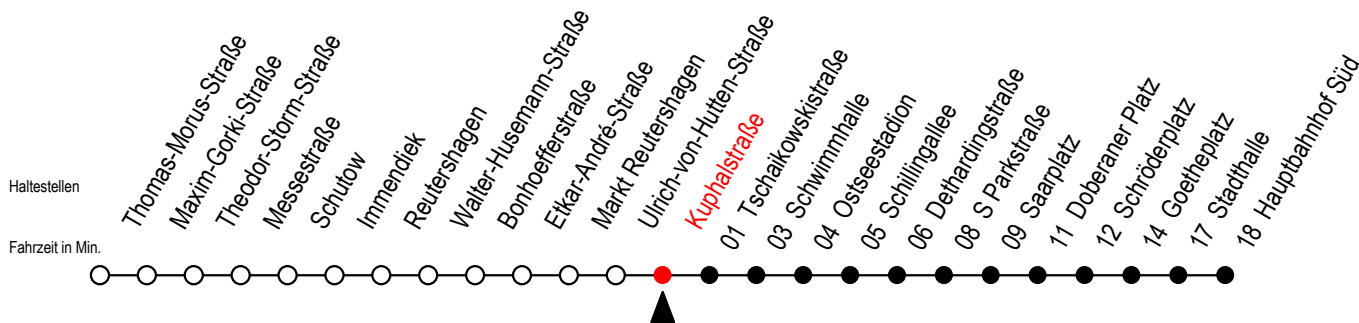 Haltestellen
Fahrzeit in Min.
Thomas-Morus-Straße
Maxim-Gorki-Straße
Theodor-Storm-Straße
Messestraße
Schutow
Immendiek
Reutershagen
Walter-Husemann-Straße
Bonhoefferstraße
Etkar-André-Straße
Markt Reutershagen
Ulrich-von-Hutten-Straße
Kuphalstraße
01 Tschaikowskistraße
03 Schwimmhalle
04 Ostseestadion
05 Schillingallee
06 Dethardingstraße
08 S Parkstraße
09 Saarplatz
11 Doberaner Platz
12 Schröderplatz
14 Goetheplatz
17 Stadthalle
18 Hauptbahnhof Süd